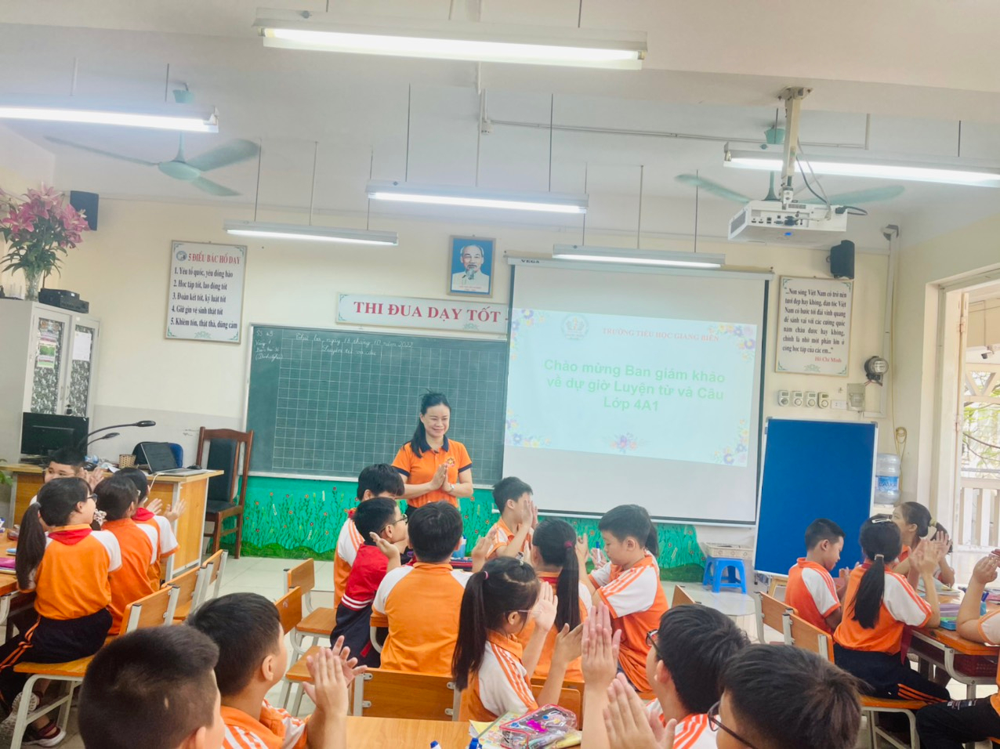 5 ĐIỀU BÁC HỒ DẠY
1. Yêu tổ quốc, yêu đồng bào
2. Học tập tốt, lao động tốt
3. Đoàn kết tốt, kỷ luật tốt
4. Giữ gìn vệ sinh thật tốt
5. Khiêm tốn, thật thà, dũng cảm
THI ĐUA DẠY TỐT
VEGA
TRƯỜNG TIỂU HỌC GIANG BIÊN
Chào mừng Ban giám khảo
về dự giờ Luyện từ và Câu
Lớp 4A1
...Non sông Việt Nam có trở nên
tươi đẹp hay không, dân tộc Việt
Nam có bước tới đài vinh quang
để sánh vai với các cường quốc
năm châu được hay không,
chính là nhờ một phần lớn ở
công học tập của các em...
Hồ Chí Minh
ngày 18 tháng 10 năm 2022
Luyện từ và câu